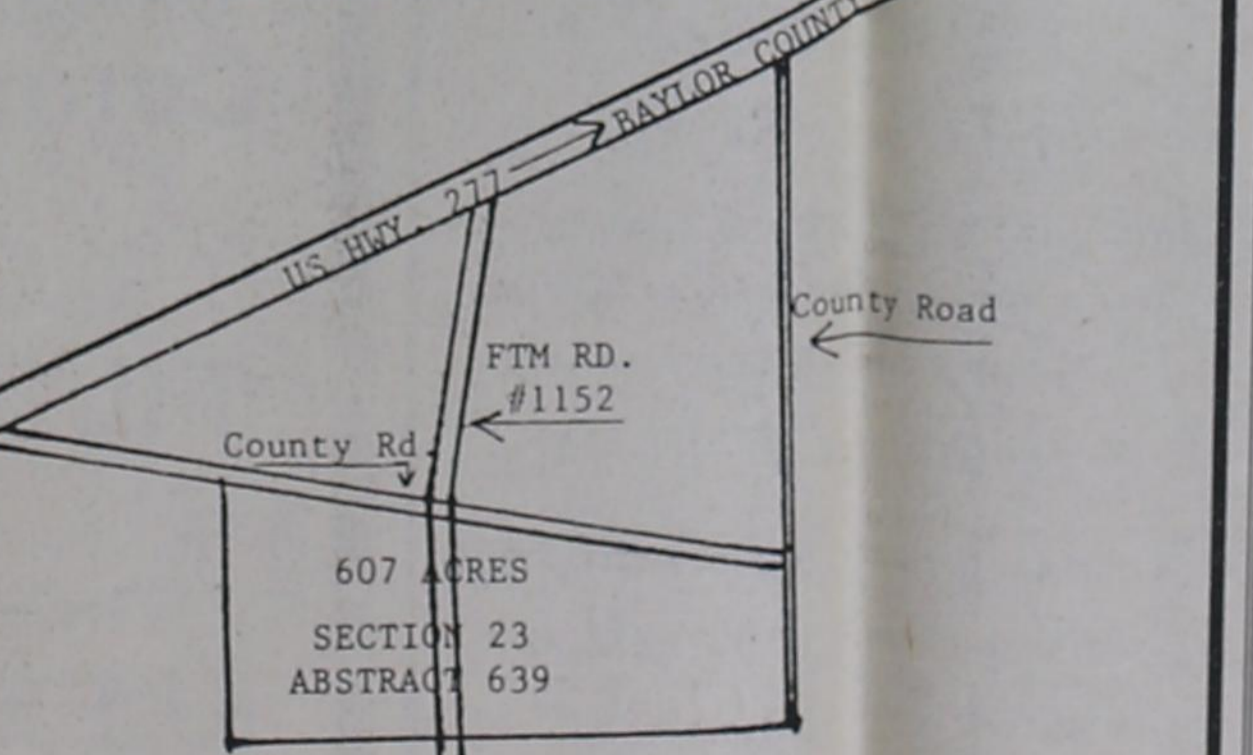 US HWY. 277
BAYLOR COUNTY
County Road
FTM RD.
#1152
County Rd.
607 ACRES
SECTION 23
ABSTRACT 639